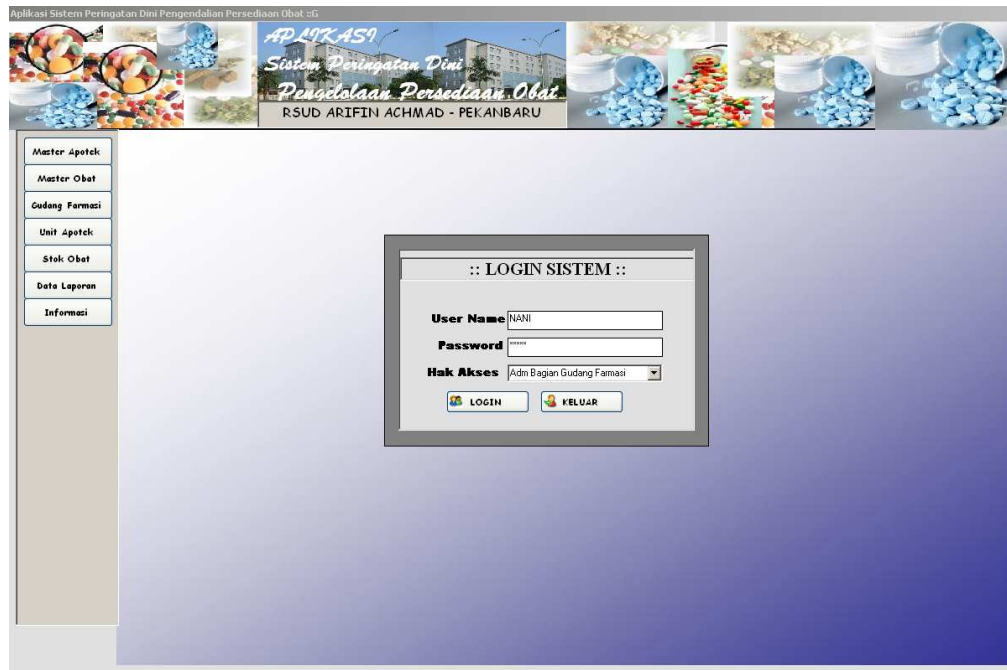 Aplikasi Sistem Peringatan Dini Pengendalian Persediaan Obat ::G
APLIKASI
Sistem Peringatan Dini
Pengelolaan Persediaan Obat
RSUD ARIFIN ACHMAD - PEKANBARU
Master Apotek
Master Obat
Gudang Farmasi
Unit Apotek
Stok Obat
Data Laporan
Informasi
:: LOGIN SISTEM ::
User Name NANI
Password *****
Hak Akses Adm Bagian Gudang Farmasi
LOGIN KELUAR